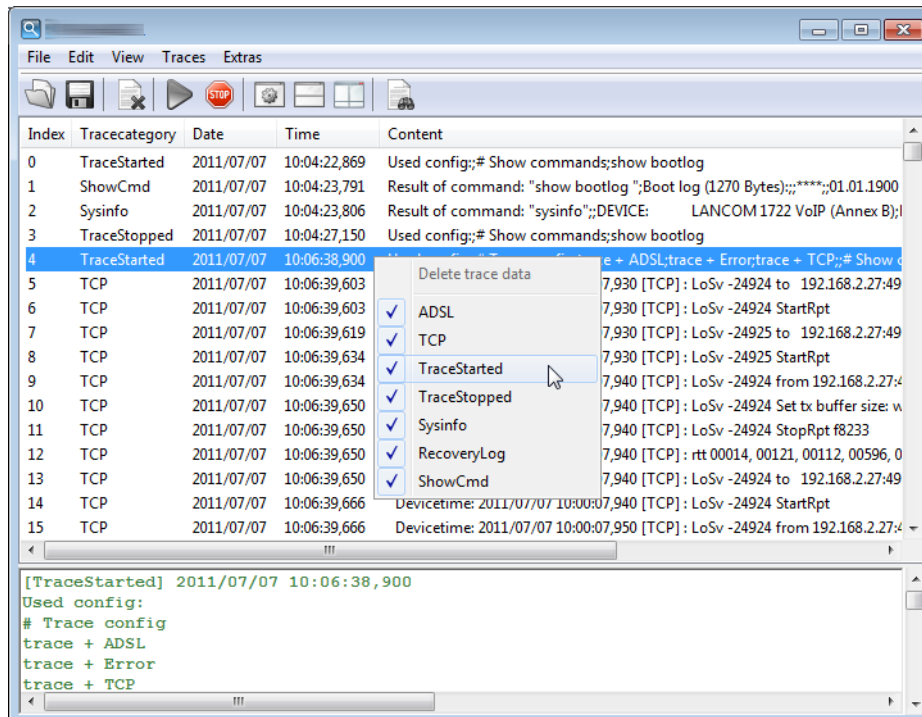 File Edit View Traces Extras
STOP
Index Tracecategory Date Time Content
0 TraceStarted 2011/07/07 10:04:22,869 Used config:;# Show commands;show bootlog
1 ShowCmd 2011/07/07 10:04:23,791 Result of command: "show bootlog ";Boot log (1270 Bytes):;;****;;01.01.1900
2 Sysinfo 2011/07/07 10:04:23,806 Result of command: "sysinfo";;DEVICE: LANCOM 1722 VoIP (Annex B);
3 TraceStopped 2011/07/07 10:04:27,150 Used config:;# Show commands;show bootlog
4 TraceStarted 2011/07/07 10:06:38,900 e + ADSL;trace + Error;trace + TCP;;# Show c
5 TCP 2011/07/07 10:06:39,603 7,930 [TCP] : LoSv -24924 to 192.168.2.27:49
6 TCP 2011/07/07 10:06:39,603 7,930 [TCP] : LoSv -24924 StartRpt
7 TCP 2011/07/07 10:06:39,619 7,930 [TCP] : LoSv -24925 to 192.168.2.27:49
8 TCP 2011/07/07 10:06:39,634 7,930 [TCP] : LoSv -24925 StartRpt
9 TCP 2011/07/07 10:06:39,634 7,940 [TCP] : LoSv -24924 from 192.168.2.27:4
10 TCP 2011/07/07 10:06:39,650 7,940 [TCP] : LoSv -24924 Set tx buffer size: w
11 TCP 2011/07/07 10:06:39,650 7,940 [TCP] : LoSv -24924 StopRpt f8233
12 TCP 2011/07/07 10:06:39,650 7,940 [TCP] : rtt 00014, 00121, 00112, 00596, 0
13 TCP 2011/07/07 10:06:39,650 7,940 [TCP] : LoSv -24924 to 192.168.2.27:49
14 TCP 2011/07/07 10:06:39,666 Devicetime: 2011/07/07 10:00:07,940 [TCP] : LoSv -24924 StartRpt
15 TCP 2011/07/07 10:06:39,666 Devicetime: 2011/07/07 10:00:07,950 [TCP] : LoSv -24924 from 192.168.2.27:4
Delete trace data
ADSL
TCP
TraceStarted
TraceStopped
Sysinfo
RecoveryLog
ShowCmd
[TraceStarted] 2011/07/07 10:06:38,900
Used config:
# Trace config
trace + ADSL
trace + Error
trace + TCP